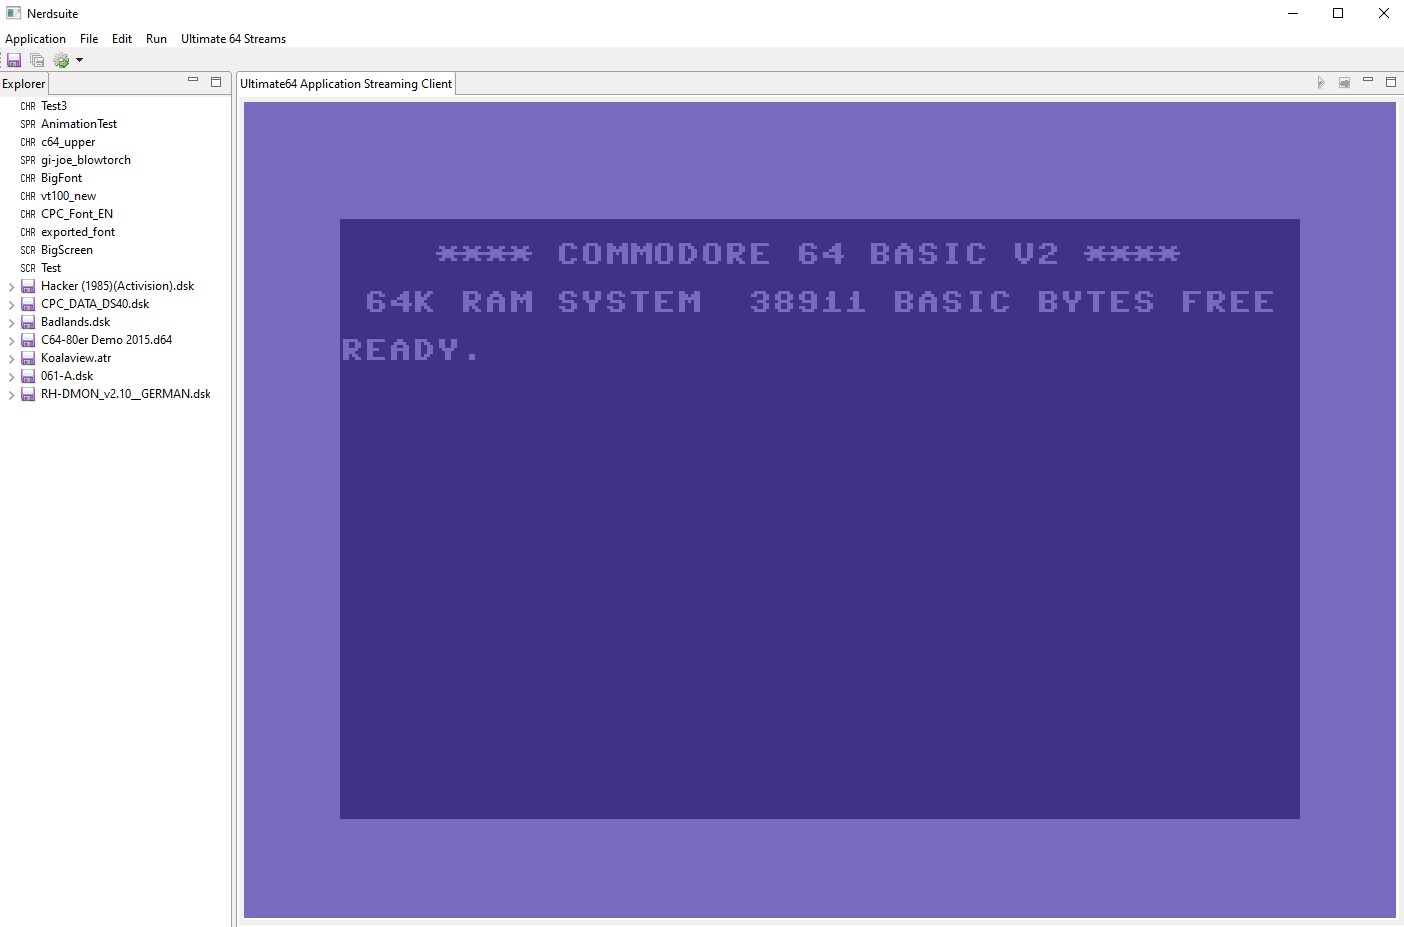 Nerdsuite
Application File Edit Run Ultimate 64 Streams
Explorer
CHR Test3
SPR AnimationTest
CHR c64_upper
SPR gi-joe_blowtorch
CHR BigFont
CHR vt100_new
CHR CPC_Font_EN
CHR exported_font
SCR BigScreen
SCR Test
Hacker (1985)(Activision).dsk
CPC_DATA_DS40.dsk
Badlands.dsk
C64-80er Demo 2015.d64
Koalaview.atr
061-A.dsk
RH-DMON_v2.10__GERMAN.dsk
Ultimate64 Application Streaming Client
**** COMMODORE 64 BASIC V2 ****
64K RAM SYSTEM  38911 BASIC BYTES FREE
READY.